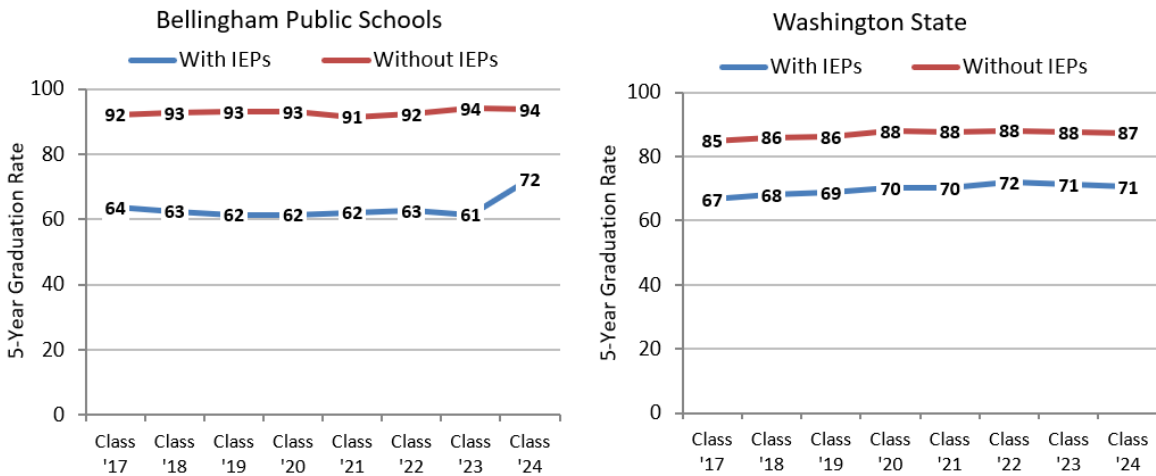 Bellingham Public Schools
With IEPs Without IEPs
5-Year Graduation Rate
100
80
60
40
20
0
92 93 93 93 91 92 94 94
64 63 62 62 62 63 61 72
Class '17 Class '18 Class '19 Class '20 Class '21 Class '22 Class '23 Class '24
Washington State
With IEPs Without IEPs
5-Year Graduation Rate
100
80
60
40
20
0
85 86 86 88 88 88 88 87
67 68 69 70 70 72 71 71
Class '17 Class '18 Class '19 Class '20 Class '21 Class '22 Class '23 Class '24